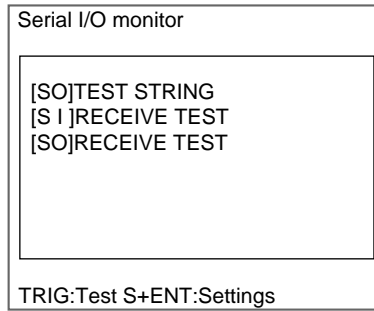 Serial I/O monitor
[SO]TEST STRING
[S I ]RECEIVE TEST
[SO]RECEIVE TEST
TRIG:Test S+ENT:Settings